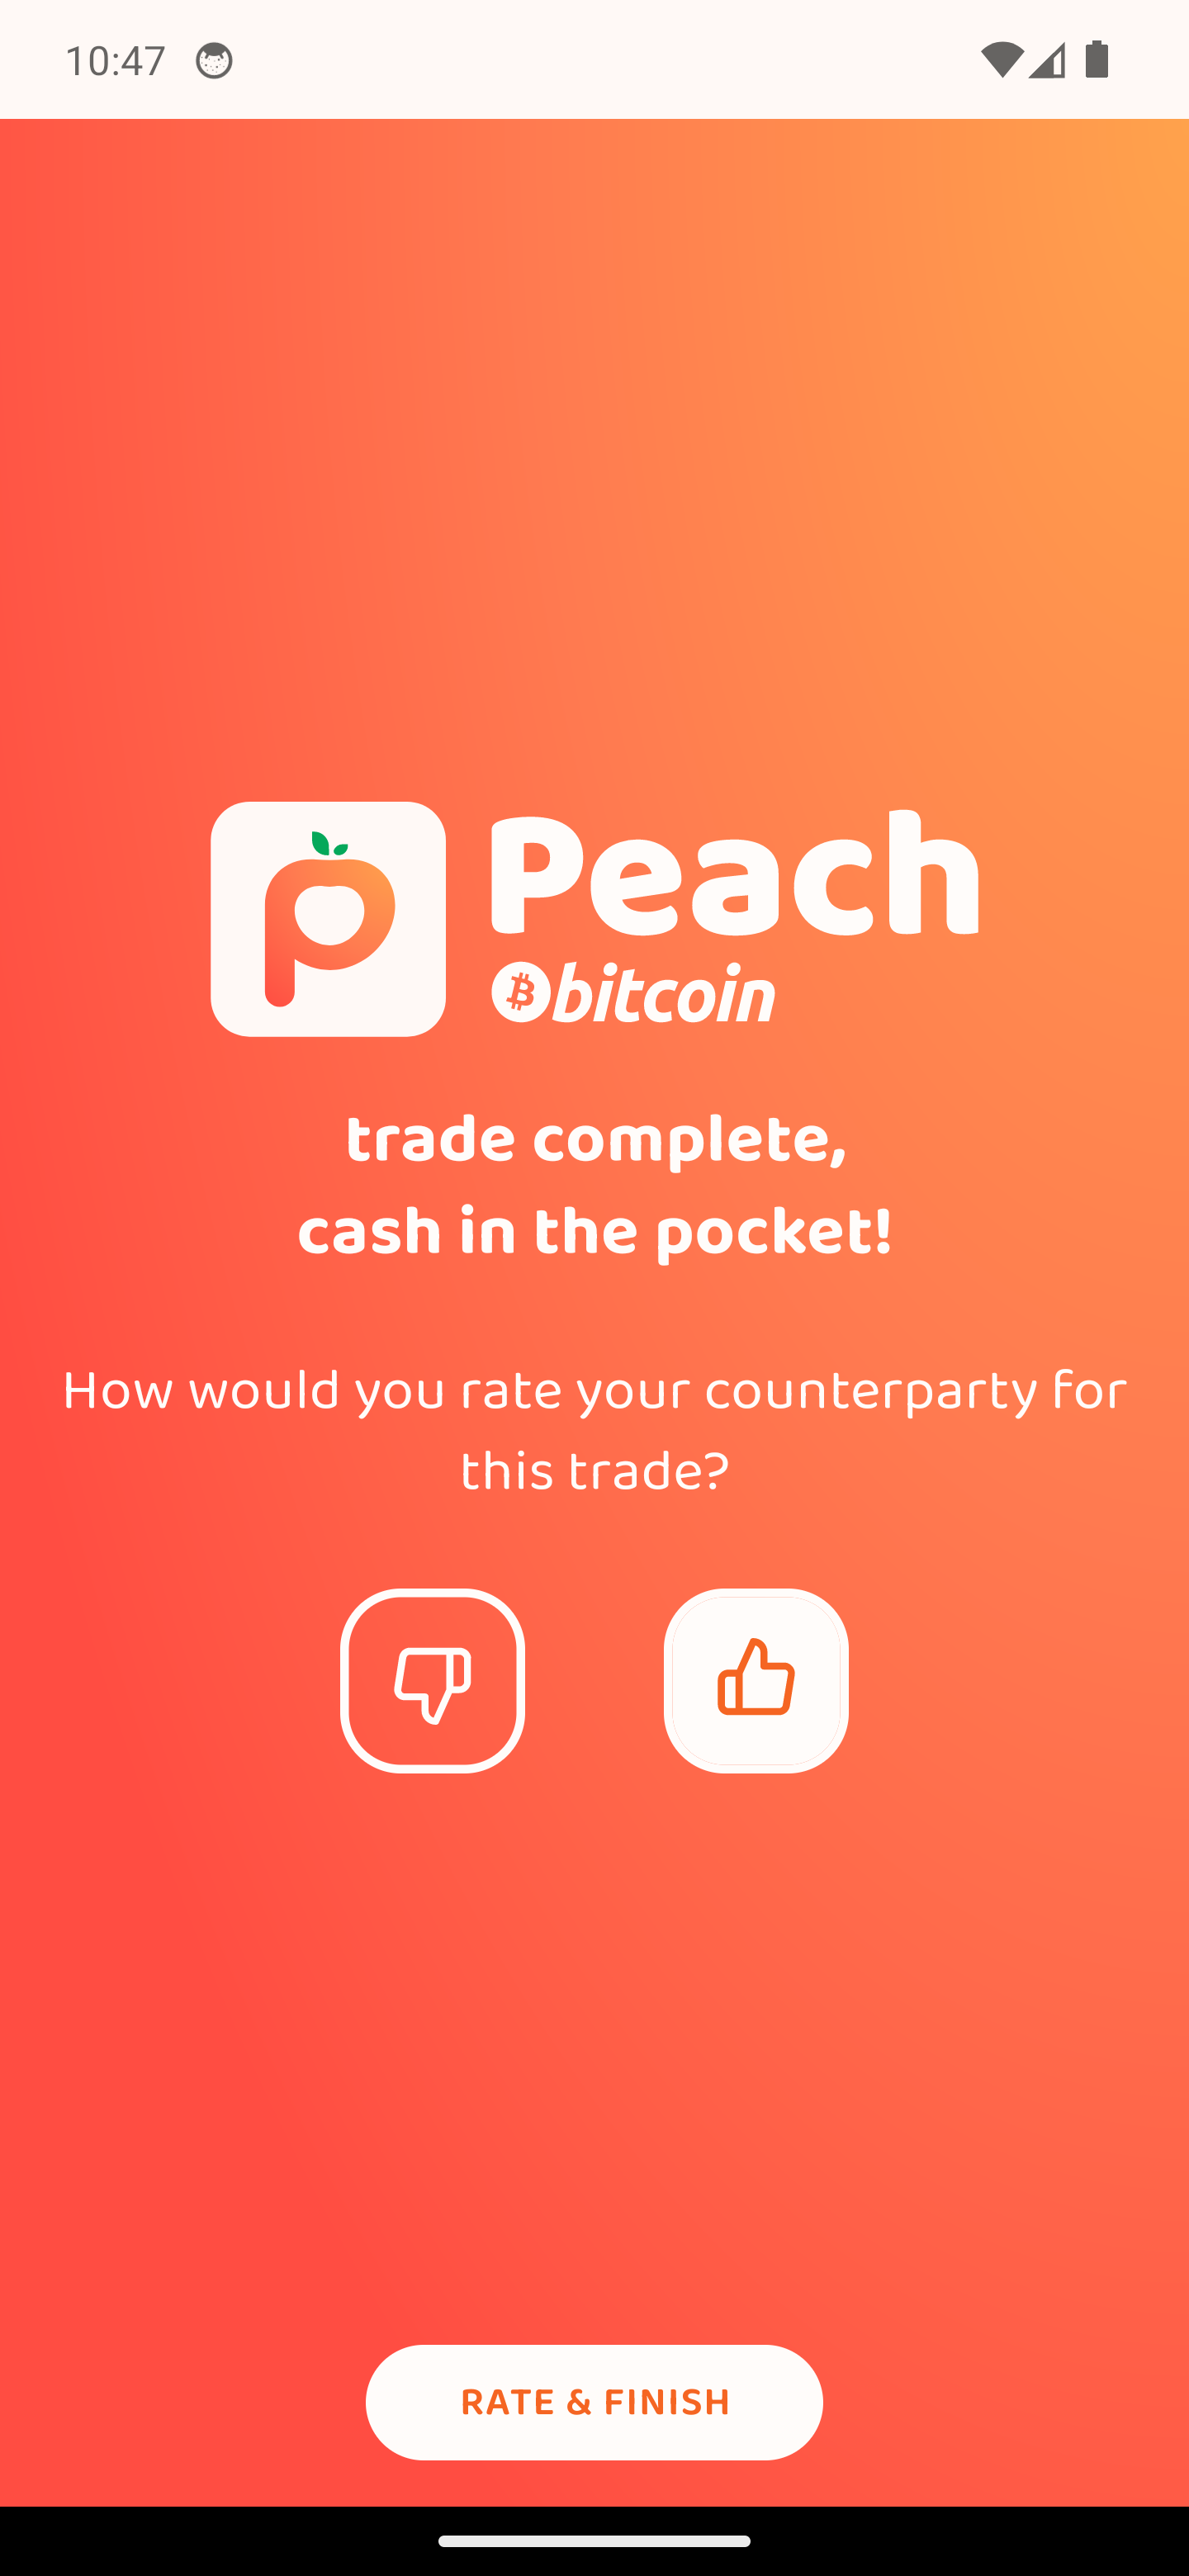 10:47
Peach
bitcoin
trade complete,
cash in the pocket!
How would you rate your counterparty for
this trade?
RATE & FINISH